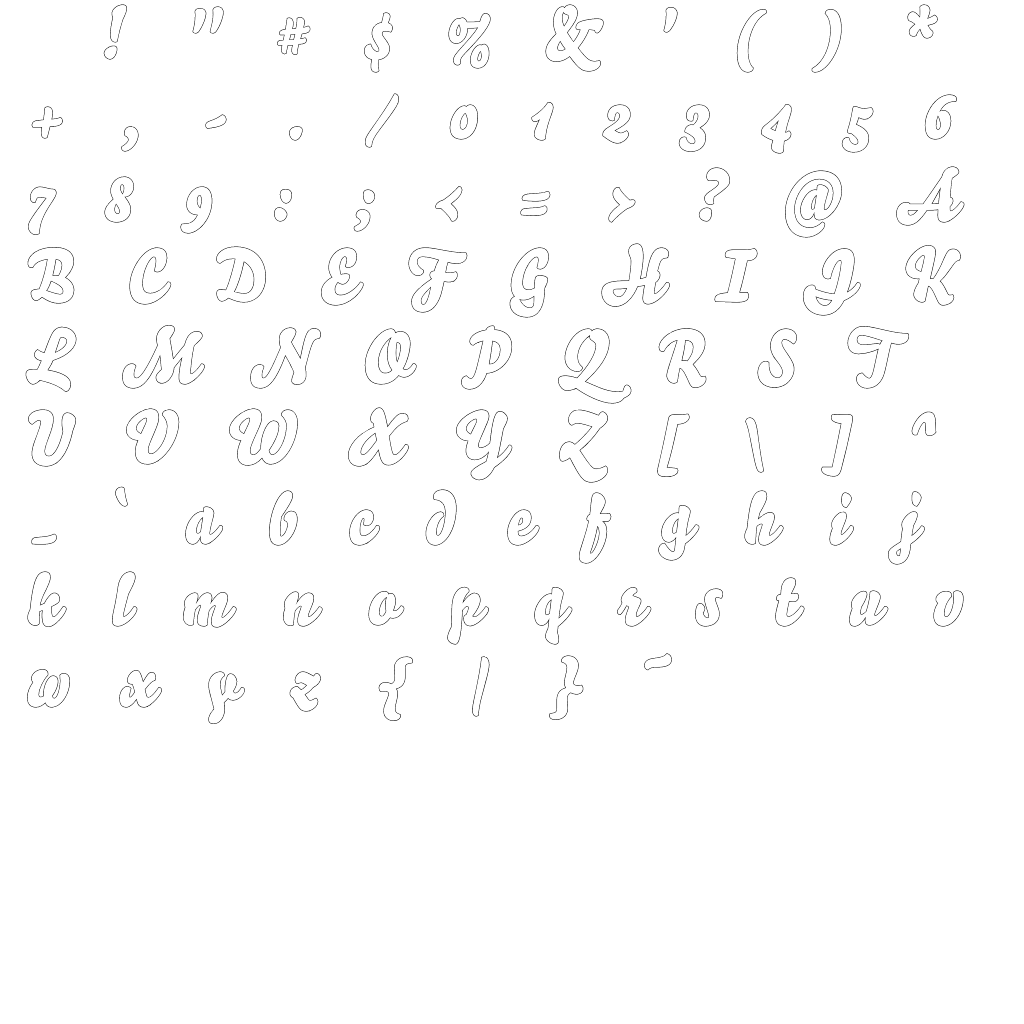 ! " # $ % & ' ( ) *
+ , - . / 0 1 2 3 4 5 6
7 8 9 : ; < = > ? @ A
B C D E F G H I J K
L M N O P Q R S T
U V W X Y Z [ \ ] ^
_ ` a b c d e f g h i j
k l m n o p q r s t u v
w x y z { | } ~